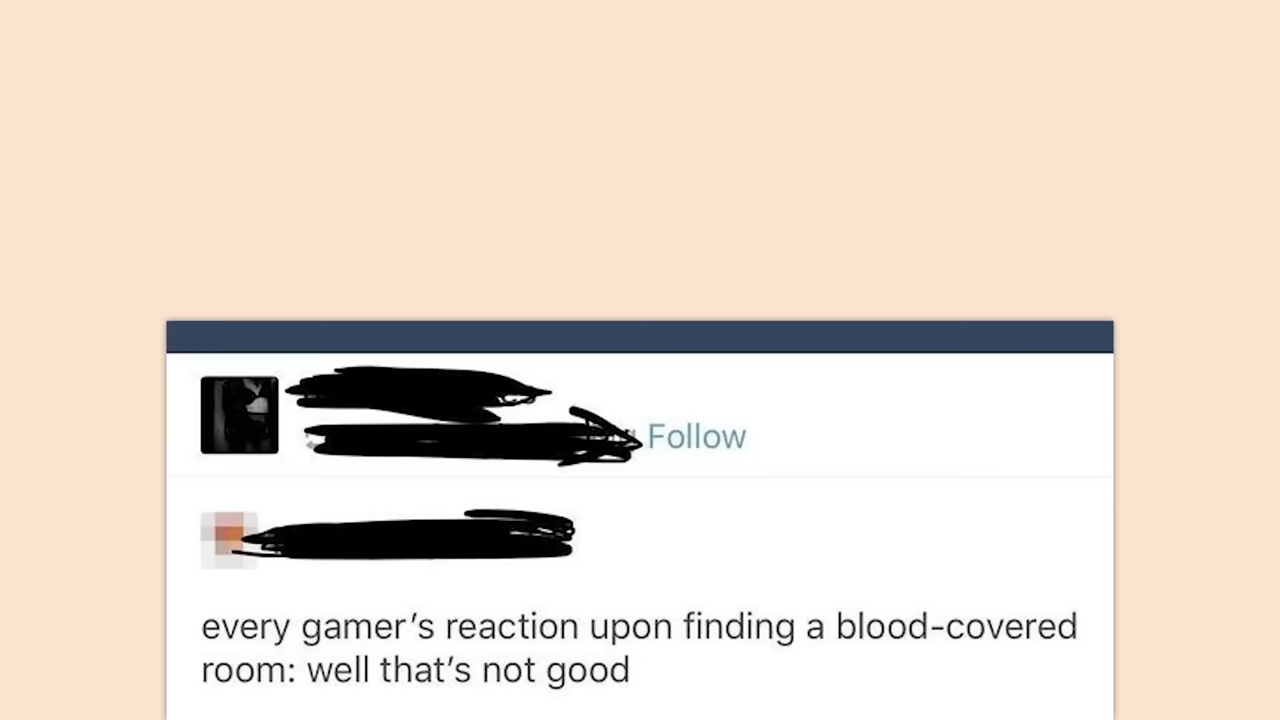 Follow
every gamer’s reaction upon finding a blood-covered
room: well that’s not good